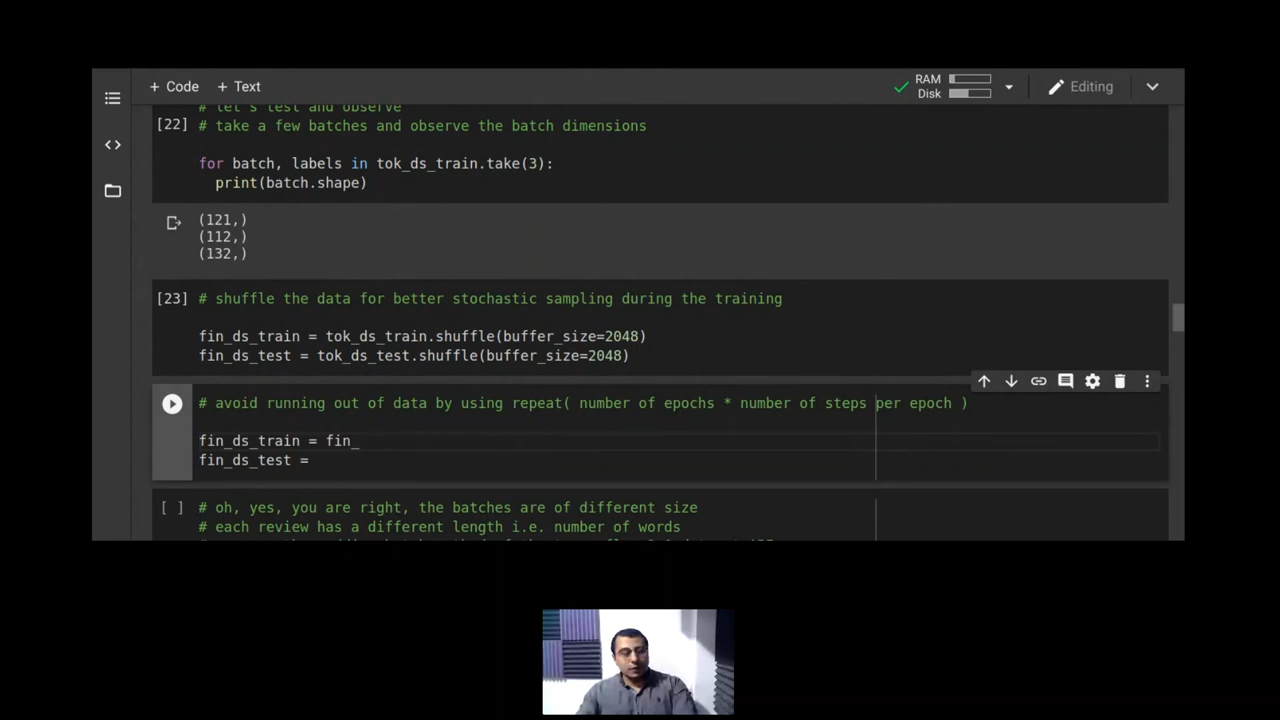 + Code + Text
RAM
Disk
Editing
# let's test and observe
[22] # take a few batches and observe the batch dimensions
for batch, labels in tok_ds_train.take(3):
print(batch.shape)
(121,)
(112,)
(132,)
[23] # shuffle the data for better stochastic sampling during the training
fin_ds_train = tok_ds_train.shuffle(buffer_size=2048)
fin_ds_test = tok_ds_test.shuffle(buffer_size=2048)
# avoid running out of data by using repeat( number of epochs * number of steps per epoch )
fin_ds_train = fin_
fin_ds_test =
[ ] # oh, yes, you are right, the batches are of different size
# each review has a different length i.e. number of words